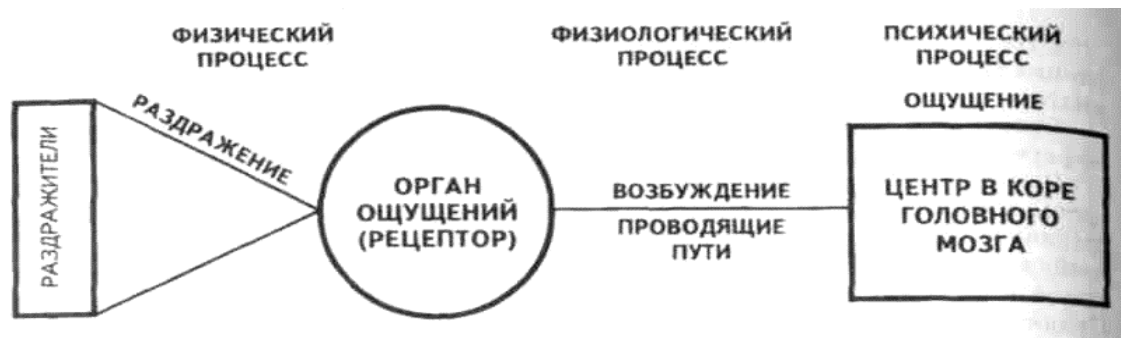 ФИЗИЧЕСКИЙ
ПРОЦЕСС
ФИЗИОЛОГИЧЕСКИЙ
ПРОЦЕСС
ПСИХИЧЕСКИЙ
ПРОЦЕСС
ОЩУЩЕНИЕ
РАЗДРАЖИТЕЛИ
РАЗДРАЖЕНИЕ
ОРГАН
ОЩУЩЕНИЙ
(РЕЦЕПТОР)
ВОЗБУЖДЕНИЕ
ПРОВОДЯЩИЕ
ПУТИ
ЦЕНТР В КОРЕ
ГОЛОВНОГО
МОЗГА